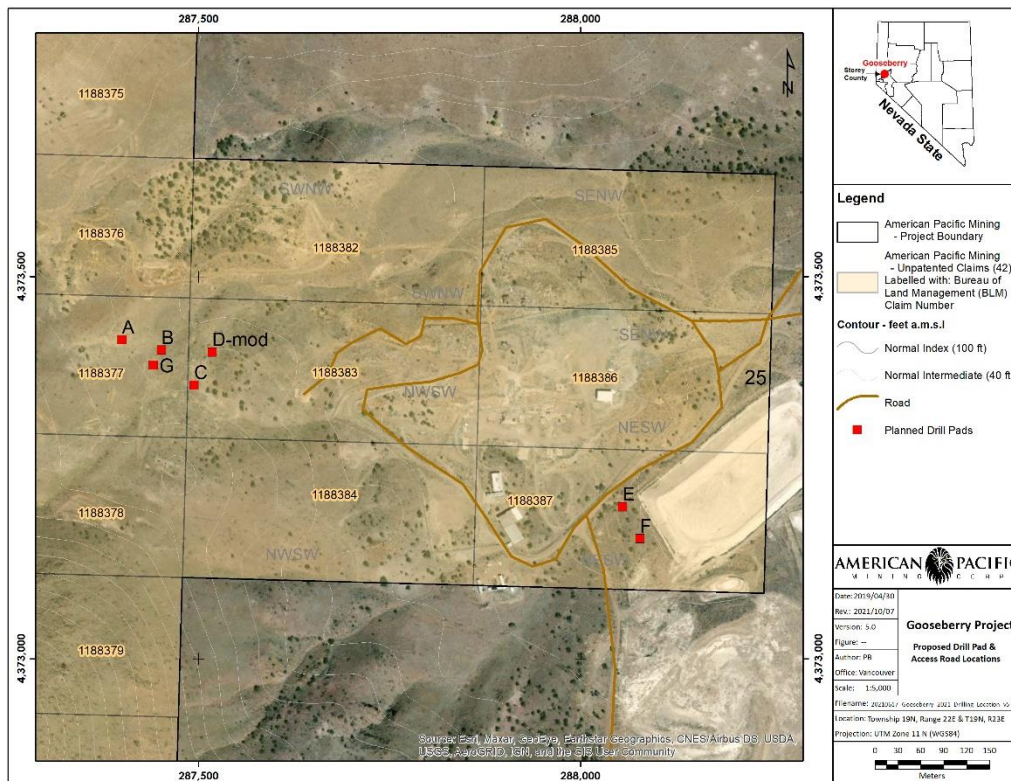 287,500
288,000
4,373,500
4,373,000
4,373,500
4,373,000
N
1188375
1188376
1188377
1188378
1188379
1188382
1188383
1188384
1188385
1188386
1188387
SWNW
SENW
SWNW
NWSW
NESW
NWSW
25
A
B
G
C
D-mod
E
F
Source: Esri, Maxar, GeoEye, Earthstar Geographics, CNES/Airbus DS, USDA,
USGS, AeroGRID, IGN, and the GIS User Community
Gooseberry
Storey
County
Nevada State
Legend
American Pacific Mining
- Project Boundary
American Pacific Mining
- Unpatented Claims (42)
Labelled with: Bureau of
Land Management (BLM)
Claim Number
Contour - feet a.m.s.l
Normal Index (100 ft)
Normal Intermediate (40 ft
Road
Planned Drill Pads
AMERICAN PACIFIC
MINING CORP
Date: 2019/04/30
Rev.: 2021/10/07
Version: 5.0
Figure: --
Author: PB
Office: Vancouver
Scale: 1:5,000
Gooseberry Project
Proposed Drill Pad &
Access Road Locations
Filename: 20210617_Gooseberry_2021_Drilling_Location_v5
Location: Township 19N, Range 22E & T19N, R23E
Projection: UTM Zone 11 N (WGS84)
0 30 60 90 120 150
Meters